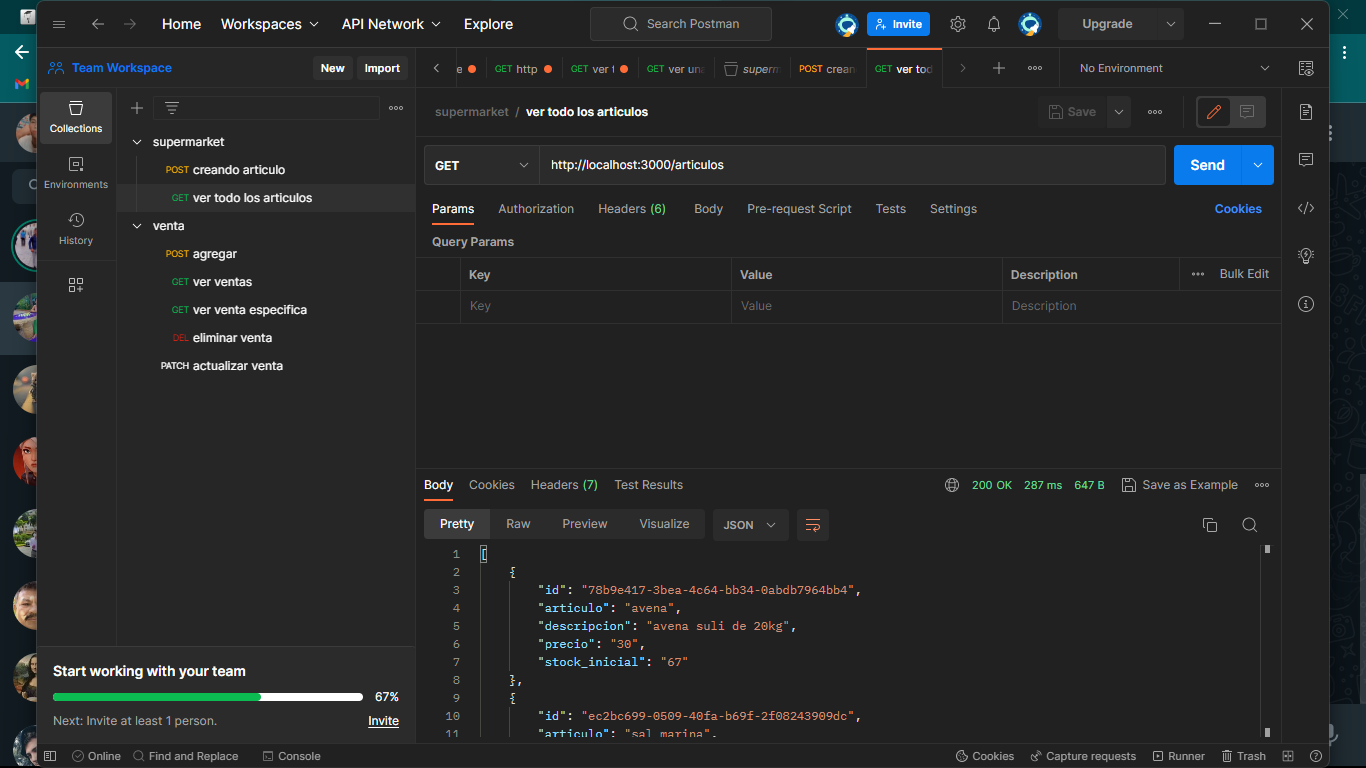 Home Workspaces API Network Explore Search Postman Invite Upgrade
Team Workspace New Import
GET http GET ver t GET ver una superm POST crean GET ver tod No Environment
Collections
Environments
History
supermarket
POST creando articulo
GET ver todo los articulos
venta
POST agregar
GET ver ventas
GET ver venta especifica
DEL eliminar venta
PATCH actualizar venta
Start working with your team
67%
Next: Invite at least 1 person. Invite
supermarket / ver todo los articulos Save
GET http://localhost:3000/articulos Send
Params Authorization Headers (6) Body Pre-request Script Tests Settings Cookies
Query Params
Key Value Description Bulk Edit
Key Value Description
Body Cookies Headers (7) Test Results 200 OK 287 ms 647 B Save as Example
Pretty Raw Preview Visualize JSON
1 [
2 {
3 "id": "78b9e417-3bea-4c64-bb34-0abdb7964bb4",
4 "articulo": "avena",
5 "descripcion": "avena suli de 20kg",
6 "precio": "30",
7 "stock_inicial": "67"
8 },
9 {
10 "id": "ec2bc699-0509-40fa-b69f-2f08243909dc",
11 "articulo": "sal marina",
Online Find and Replace Console Cookies Capture requests Runner Trash